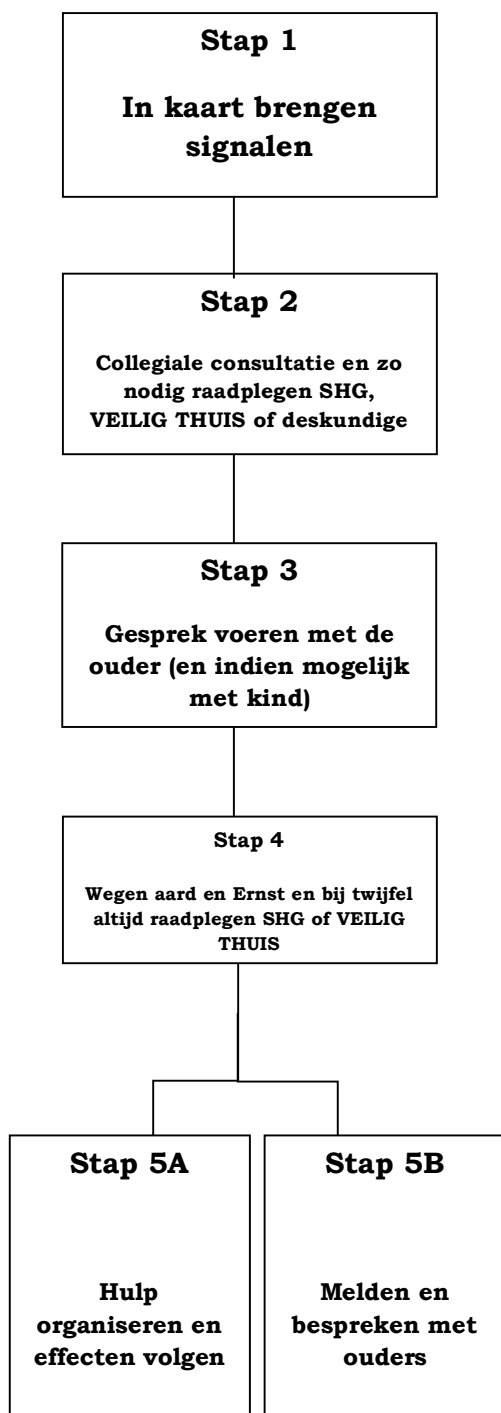 Stap 1
In kaart brengen
signalen
Stap 2
Collegiale consultatie en zo
nodig raadplegen SHG,
VEILIG THUIS of deskundige
Stap 3
Gesprek voeren met de
ouder (en indien mogelijk
met kind)
Stap 4
Wegen aard en Ernst en bij twijfel
altijd raadplegen SHG of VEILIG
THUIS
Stap 5A
Hulp
organiseren en
effecten volgen
Stap 5B
Melden en
bespreken met
ouders